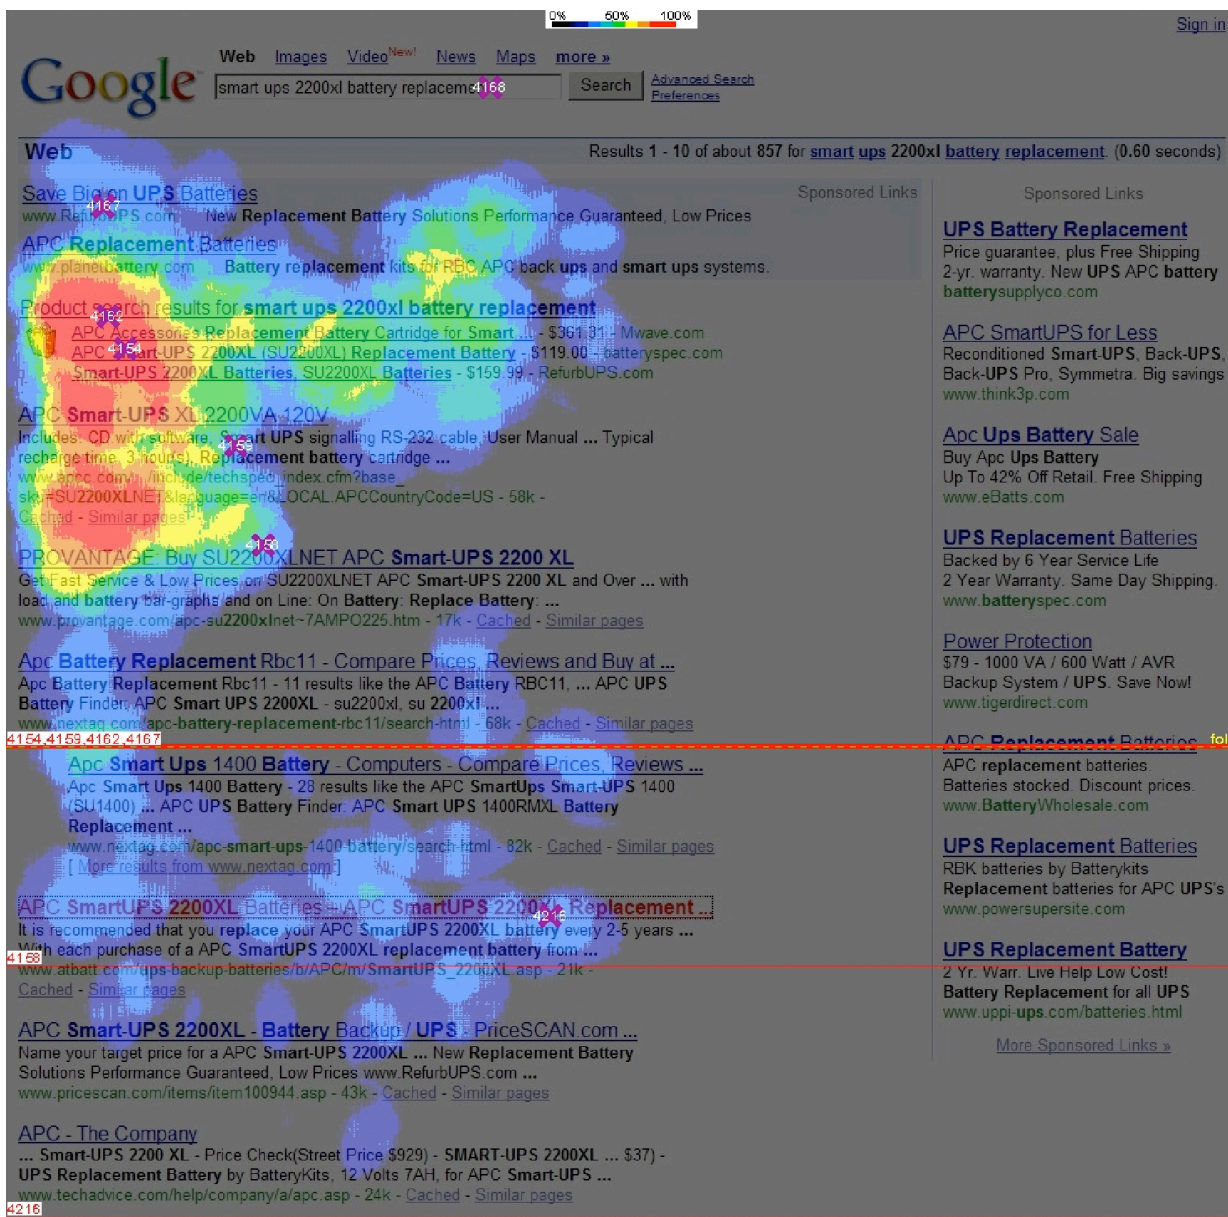 0% 50% 100%
Sign in
Web Images Video New! News Maps more »
Google
smart ups 2200xl battery replaceme 4168 Search Advanced Search
Preferences
Web Results 1 - 10 of about 857 for smart ups 2200xl battery replacement. (0.60 seconds)
Save Big on UPS Batteries Sponsored Links
www.RefurbUPS.com New Replacement Battery Solutions Performance Guaranteed, Low Prices
4167
APC Replacement Batteries
www.planetbattery.com Battery replacement kits for RBC APC back ups and smart ups systems.
Product search results for smart ups 2200xl battery replacement
4162
APC Accessories Replacement Battery Cartridge for Smart ... - $361.31 - Mwave.com
APC Smart-UPS 2200XL (SU2200XL) Replacement Battery - $119.00 - batteryspec.com
4154
Smart-UPS 2200XL Batteries, SU2200XL Batteries - $159.99 - RefurbUPS.com
APC Smart-UPS XL 2200VA 120V
Includes: CD with software, Smart UPS signalling RS-232 cable, User Manual ... Typical
4159
recharge time, 3 hour(s), Replacement battery cartridge ...
www.apcc.com/ /include/techspec_index.cfm?base_
sku=SU2200XLNET&language=en&LOCAL.APCCountryCode=US - 58k -
Cached - Similar pages
4158
PROVANTAGE: Buy SU2200XLNET APC Smart-UPS 2200 XL
Get Fast Service & Low Prices on SU2200XLNET APC Smart-UPS 2200 XL and Over ... with
load and battery bar-graphs and on Line: On Battery: Replace Battery: ...
www.provantage.com/apc-su2200xlnet~7AMPO225.htm - 17k - Cached - Similar pages
Apc Battery Replacement Rbc11 - Compare Prices, Reviews and Buy at ...
Apc Battery Replacement Rbc11 - 11 results like the APC Battery RBC11, ... APC UPS
Battery Finder: APC Smart UPS 2200XL - su2200xl, su 2200xl ...
www.nextag.com/apc-battery-replacement-rbc11/search-html - 68k - Cached - Similar pages
4154,4159,4162,4167 fol
Apc Smart Ups 1400 Battery - Computers - Compare Prices, Reviews ...
Apc Smart Ups 1400 Battery - 28 results like the APC SmartUps Smart-UPS 1400
(SU1400) ... APC UPS Battery Finder: APC Smart UPS 1400RMXL Battery
Replacement ...
www.nextag.com/apc-smart-ups-1400-battery/search-html - 82k - Cached - Similar pages
[ More results from www.nextag.com ]
APC SmartUPS 2200XL Batteries - APC SmartUPS 2200XL Replacement ...
4215
It is recommended that you replace your APC SmartUPS 2200XL battery every 2-5 years ...
With each purchase of a APC SmartUPS 2200XL replacement battery from ...
4158
www.atbatt.com/ups-backup-batteries/b/APC/m/SmartUPS_2200XL.asp - 21k -
Cached - Similar pages
APC Smart-UPS 2200XL - Battery Backup / UPS - PriceSCAN.com ...
Name your target price for a APC Smart-UPS 2200XL ... New Replacement Battery
Solutions Performance Guaranteed, Low Prices www.RefurbUPS.com ...
www.pricescan.com/items/item100944.asp - 43k - Cached - Similar pages
APC - The Company
... Smart-UPS 2200 XL - Price Check(Street Price $929) - SMART-UPS 2200XL ... $37) -
UPS Replacement Battery by BatteryKits, 12 Volts 7AH, for APC Smart-UPS ...
www.techadvice.com/help/company/a/apc.asp - 24k - Cached - Similar pages
4216
Sponsored Links
UPS Battery Replacement
Price guarantee, plus Free Shipping
2-yr. warranty. New UPS APC battery
batterysupplyco.com
APC SmartUPS for Less
Reconditioned Smart-UPS, Back-UPS,
Back-UPS Pro, Symmetra. Big savings
www.think3p.com
Apc Ups Battery Sale
Buy Apc Ups Battery
Up To 42% Off Retail. Free Shipping
www.eBatts.com
UPS Replacement Batteries
Backed by 6 Year Service Life
2 Year Warranty. Same Day Shipping.
www.batteryspec.com
Power Protection
$79 - 1000 VA / 600 Watt / AVR
Backup System / UPS. Save Now!
www.tigerdirect.com
APC Replacement Batteries
APC replacement batteries.
Batteries stocked. Discount prices.
www.BatteryWholesale.com
UPS Replacement Batteries
RBK batteries by Batterykits
Replacement batteries for APC UPS's
www.powersupersite.com
UPS Replacement Battery
2 Yr. Warr. Live Help Low Cost!
Battery Replacement for all UPS
www.uppi-ups.com/batteries.html
More Sponsored Links »